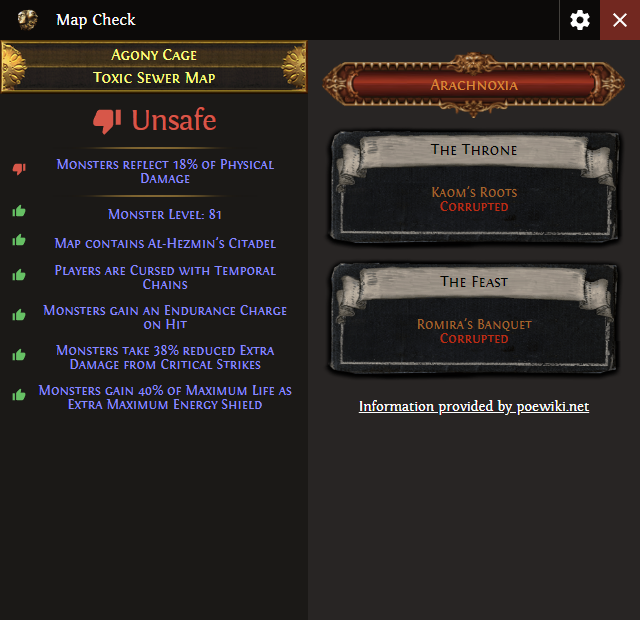 Map Check
Agony Cage
Toxic Sewer Map
Unsafe
Monsters reflect 18% of Physical
Damage
Monster Level: 81
Map contains Al-Hezmin's Citadel
Players are Cursed with Temporal
Chains
Monsters gain an Endurance Charge
on Hit
Monsters take 38% reduced Extra
Damage from Critical Strikes
Monsters gain 40% of Maximum Life as
Extra Maximum Energy Shield
Arachnoxia
The Throne
Kaom's Roots
Corrupted
The Feast
Romira's Banquet
Corrupted
Information provided by poewiki.net